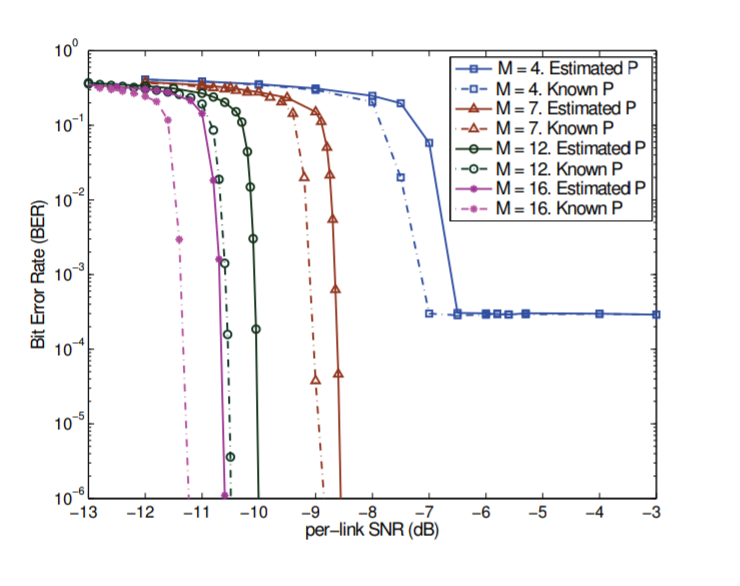 10^0
10^−1
10^−2
10^−3
10^−4
10^−5
10^−6
Bit Error Rate (BER)
M = 4. Estimated P
M = 4. Known P
M = 7. Estimated P
M = 7. Known P
M = 12. Estimated P
M = 12. Known P
M = 16. Estimated P
M = 16. Known P
−13 −12 −11 −10 −9 −8 −7 −6 −5 −4 −3
per−link SNR (dB)